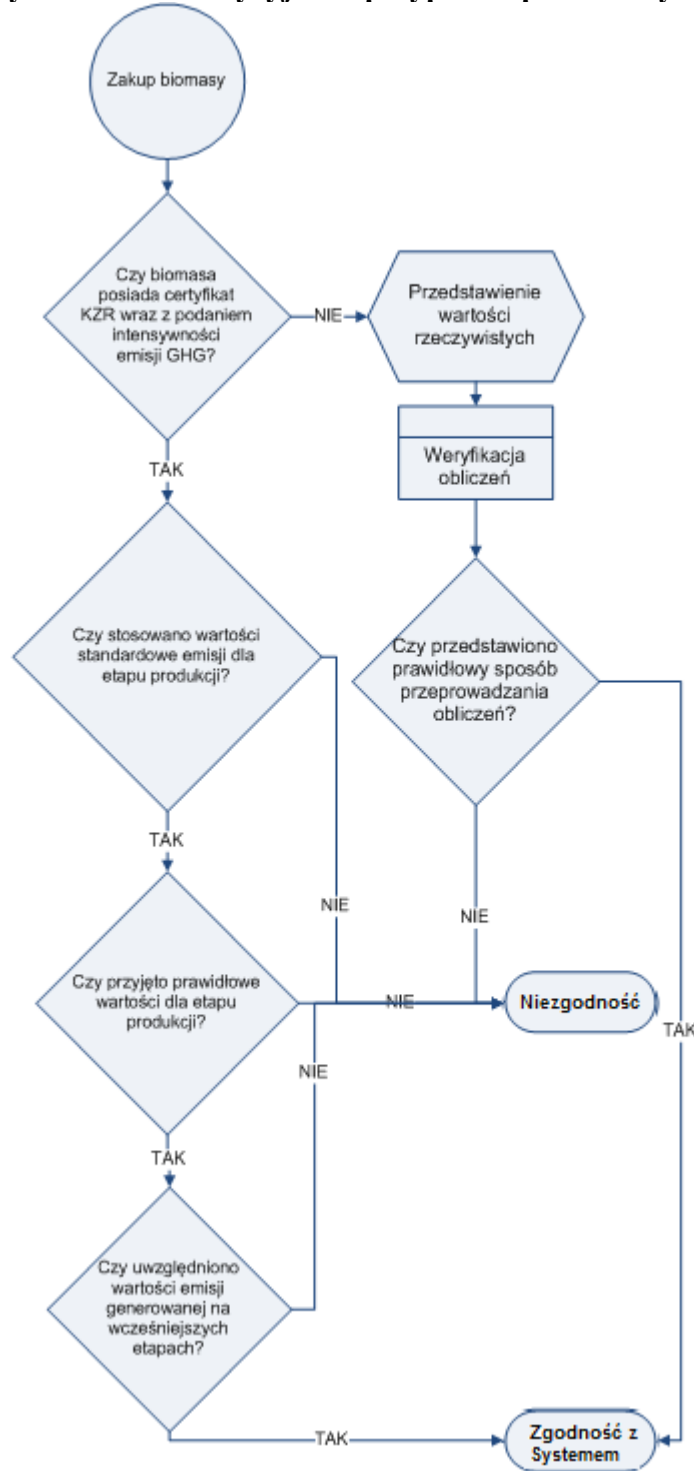 Zakup biomasy
Czy biomasa
posiada certyfikat
KZR wraz z podaniem
intensywności
emisji GHG?
NIE
Przedstawienie
wartości
rzeczywistych
TAK
Weryfikacja
obliczeń
Czy stosowano wartości
standardowe emisji dla
etapu produkcji?
Czy przedstawiono
prawidłowy sposób
przeprowadzania
obliczeń?
TAK
NIE
NIE
Czy przyjęto prawidłowe
wartości dla etapu
produkcji?
NIE
Niezgodność
TAK
NIE
TAK
Czy uwzględniono
wartości emisji
generowanej na
wcześniejszych
etapach?
TAK
Zgodność z
Systemem